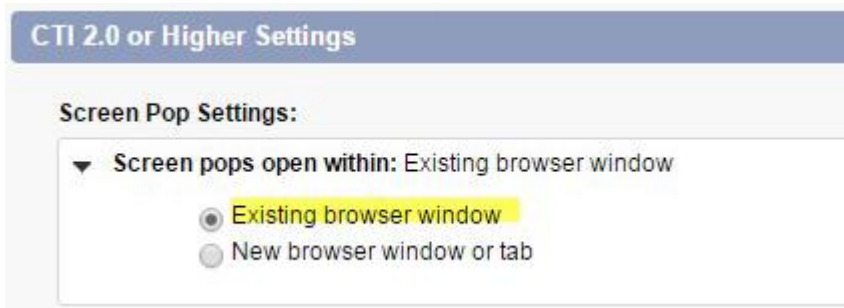 CTI 2.0 or Higher Settings
Screen Pop Settings:
Screen pops open within: Existing browser window
Existing browser window
New browser window or tab